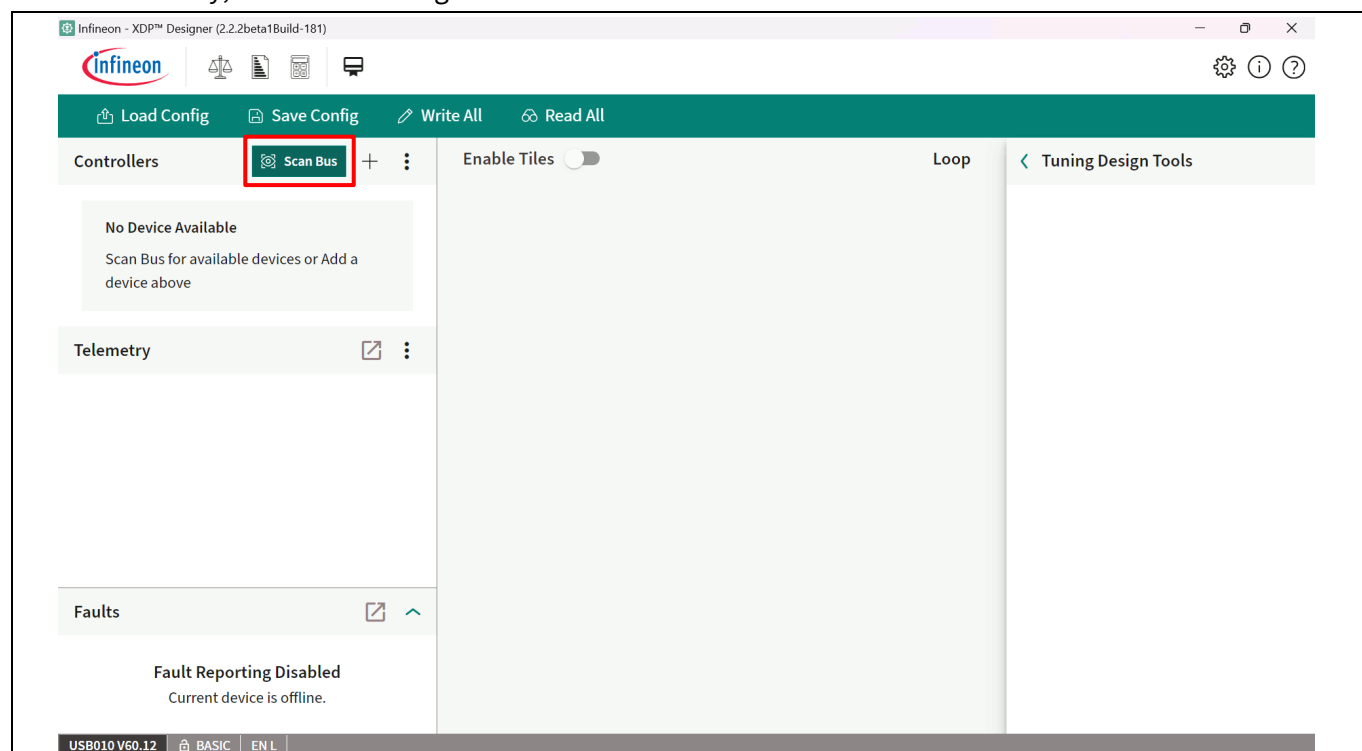 Infineon - XDP™ Designer (2.2.2beta1Build-181)
infineon
Load Config Save Config Write All Read All
Controllers Scan Bus Enable Tiles Loop Tuning Design Tools
No Device Available
Scan Bus for available devices or Add a
device above
Telemetry
Faults
Fault Reporting Disabled
Current device is offline.
USB010 V60.12 BASIC EN L